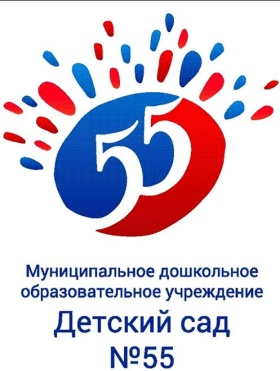 55
Муниципальное дошкольное
образовательное учреждение
Детский сад
№55